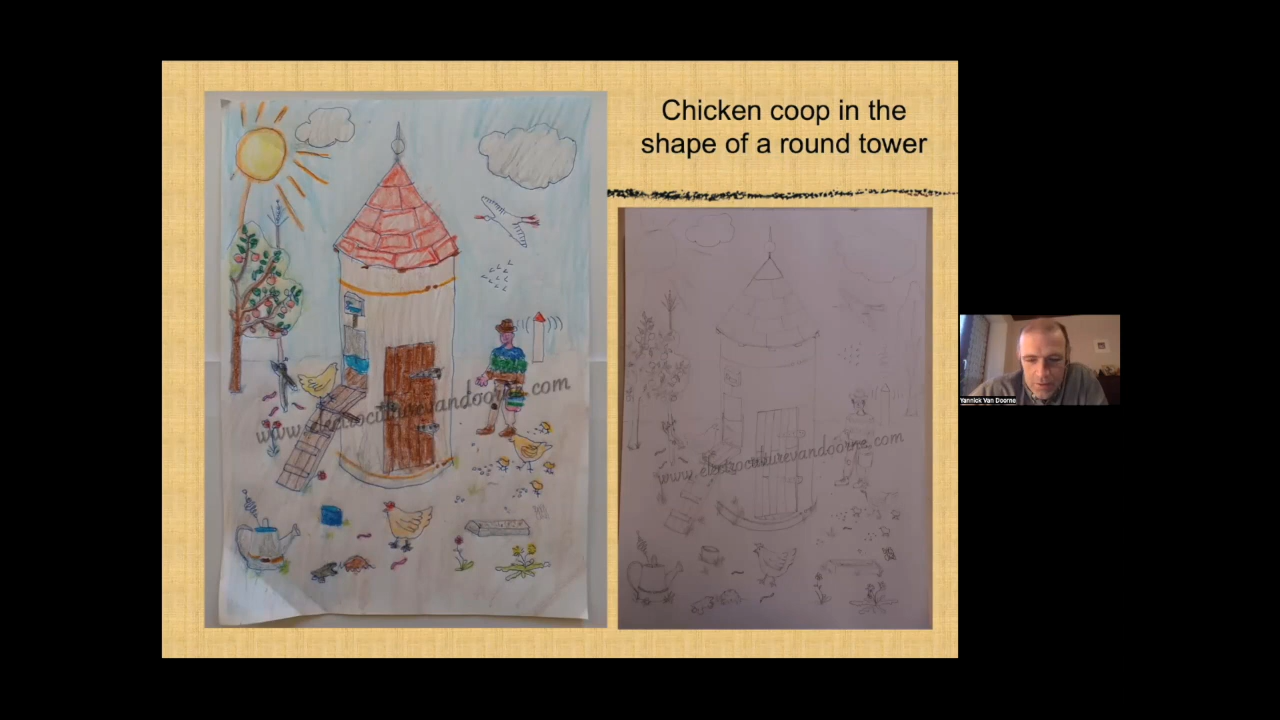 Chicken coop in the
shape of a round tower
www.electroculturevandoorne.com
www.electroculturevandoorne.com
Yannick Van Doorne